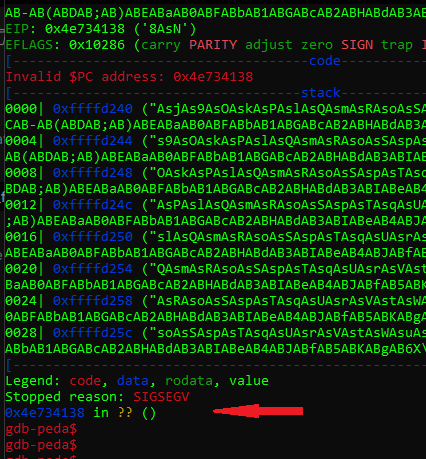 AB-AB(ABDAB;AB)ABEABaAB0ABFABbAB1ABGABcAB2ABHABdAB3AB
EIP: 0x4e734138 ('8AsN')
EFLAGS: 0x10286 (carry PARITY adjust zero SIGN trap I
[------------------------------------code
Invalid $PC address: 0x4e734138
[------------------------------------stack
0000| 0xffffd240 ("AsjAs9AsOAskAsPAslAsQAsmAsRAsoAsSA
CAB-AB(ABDAB;AB)ABEABaAB0ABFABbAB1ABGABcAB2ABHABdAB3A
0004| 0xffffd244 ("s9AsOAskAsPAslAsQAsmAsRAsoAsSAspAs
AB(ABDAB;AB)ABEABaAB0ABFABbAB1ABGABcAB2ABHABdAB3ABIAB
0008| 0xffffd248 ("OAskAsPAslAsQAsmAsRAsoAsSAspAsTAsq
BDAB;AB)ABEABaAB0ABFABbAB1ABGABcAB2ABHABdAB3ABIABeAB4
0012| 0xffffd24c ("AsPAslAsQAsmAsRAsoAsSAspAsTAsqAsUA
;AB)ABEABaAB0ABFABbAB1ABGABcAB2ABHABdAB3ABIABeAB4ABJA
0016| 0xffffd250 ("slAsQAsmAsRAsoAsSAspAsTAsqAsUAsrAs
ABEABaAB0ABFABbAB1ABGABcAB2ABHABdAB3ABIABeAB4ABJABfAB
0020| 0xffffd254 ("QAsmAsRAsoAsSAspAsTAsqAsUAsrAsVAst
BaAB0ABFABbAB1ABGABcAB2ABHABdAB3ABIABeAB4ABJABfAB5ABK
0024| 0xffffd258 ("AsRAsoAsSAspAsTAsqAsUAsrAsVAstAsWA
0ABFABbAB1ABGABcAB2ABHABdAB3ABIABeAB4ABJABfAB5ABKABgA
0028| 0xffffd25c ("soAsSAspAsTAsqAsUAsrAsVAstAsWAsuAs
ABbAB1ABGABcAB2ABHABdAB3ABIABeAB4ABJABfAB5ABKABgAB6X\
[------------------------------------
Legend: code, data, rodata, value
Stopped reason: SIGSEGV
0x4e734138 in ?? ()
gdb-peda$
gdb-peda$
gdb-peda$